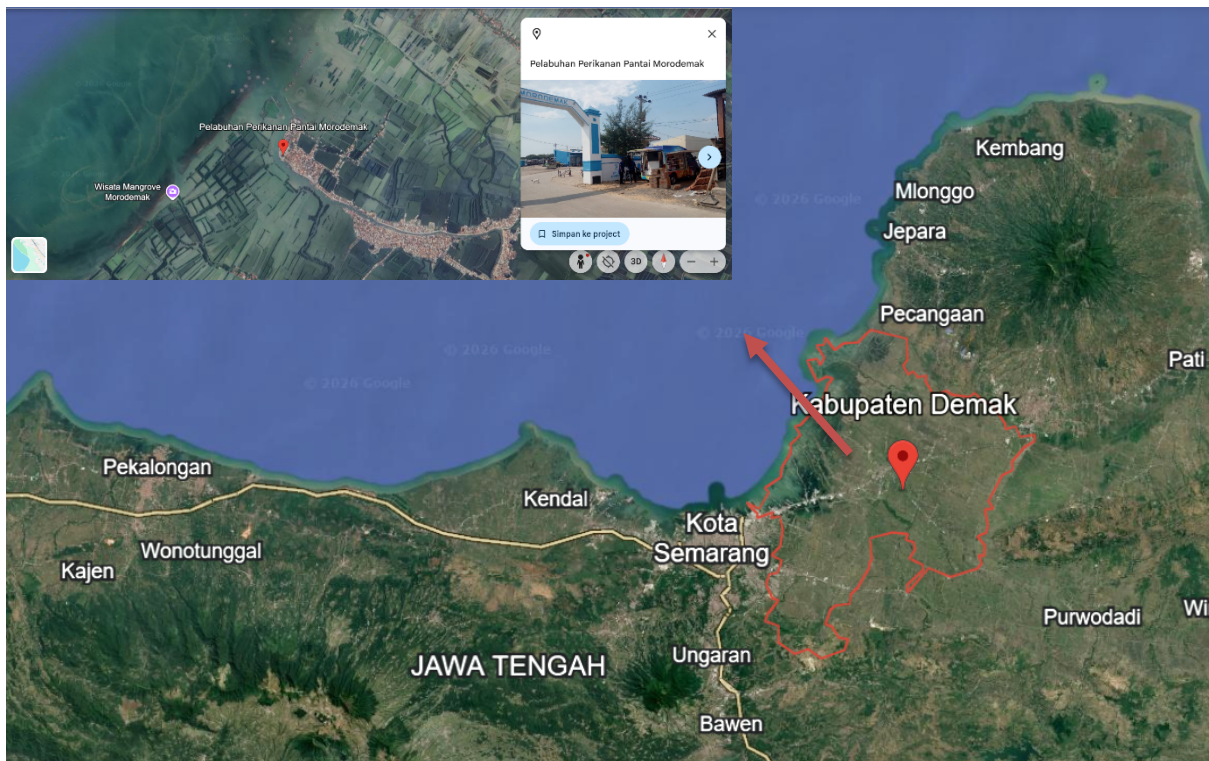 Pelabuhan Perikanan Pantai Morodemak
Pelabuhan Perikanan Pantai Morodemak
MORODEMAK
Wisata Mangrove
Morodemak
Simpan ke project
3D
© 2026 Google
Kembang
Mlonggo
Jepara
Pecangaan
© 2026 Google
© 2026 Google
© 2026 Google
Pati
Kabupaten Demak
Pekalongan
Kendal
Kota
Semarang
Wonotunggal
Kajen
Purwodadi
Wi
Ungaran
JAWA TENGAH
Bawen